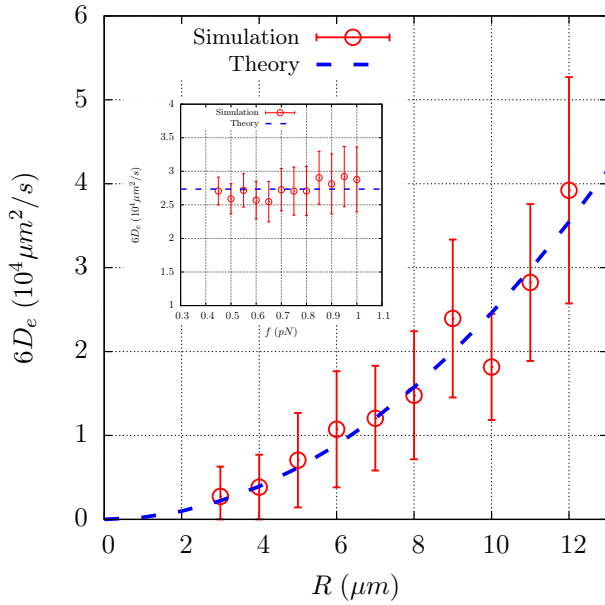 Simulation
Theory
6
5
4
3
2
1
0
6D_e (10^4 μm^2/s)
0 2 4 6 8 10 12
R (μm)
Simulation
Theory
4
3.5
3
2.5
2
1.5
1
6D_e (10^4 μm^2/s)
0.3 0.4 0.5 0.6 0.7 0.8 0.9 1 1.1
f (pN)